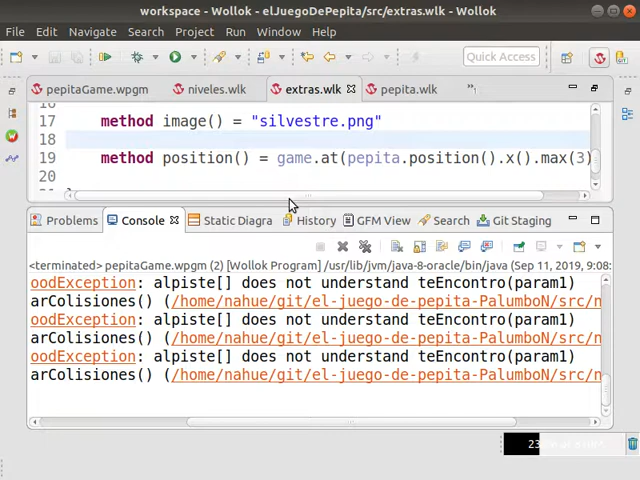 workspace - Wollok - elJuegoDePepita/src/extras.wlk - Wollok
File Edit Navigate Search Project Run Window Help
Quick Access
pepitaGame.wpgm niveles.wlk extras.wlk pepita.wlk
17 method image() = "silvestre.png"
18
19 method position() = game.at(pepita.position().x().max(3)
20
Problems Console Static Diagra History GFM View Search Git Staging
<terminated> pepitaGame.wpgm (2) [Wollok Program] /usr/lib/jvm/java-8-oracle/bin/java (Sep 11, 2019, 9:08:
oodException: alpiste[] does not understand teEncontro(param1)
arColisiones() (/home/nahue/git/el-juego-de-pepita-PalumboN/src/n
oodException: alpiste[] does not understand teEncontro(param1)
arColisiones() (/home/nahue/git/el-juego-de-pepita-PalumboN/src/n
oodException: alpiste[] does not understand teEncontro(param1)
arColisiones() (/home/nahue/git/el-juego-de-pepita-PalumboN/src/n